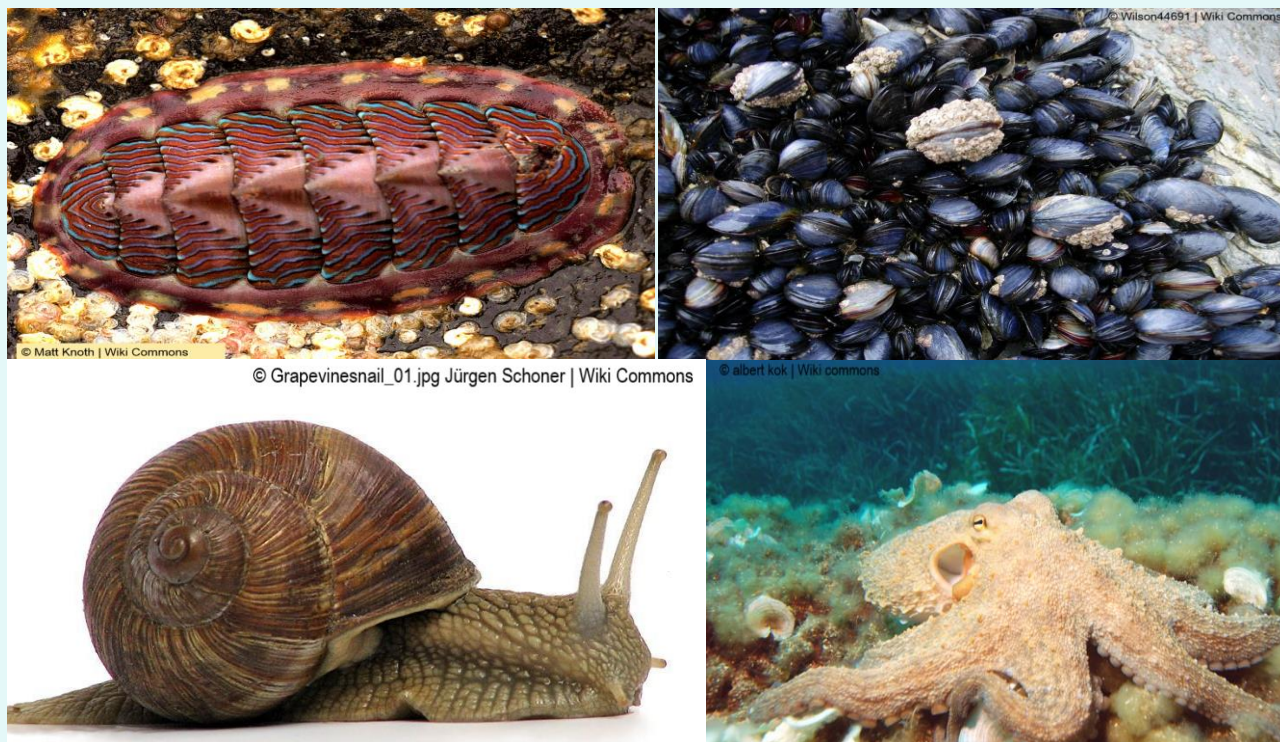 © Wilson44691 | Wiki Commons
© Matt Knoth | Wiki Commons
© Grapevinesnail_01.jpg Jürgen Schoner | Wiki Commons
© albert kok | Wiki commons